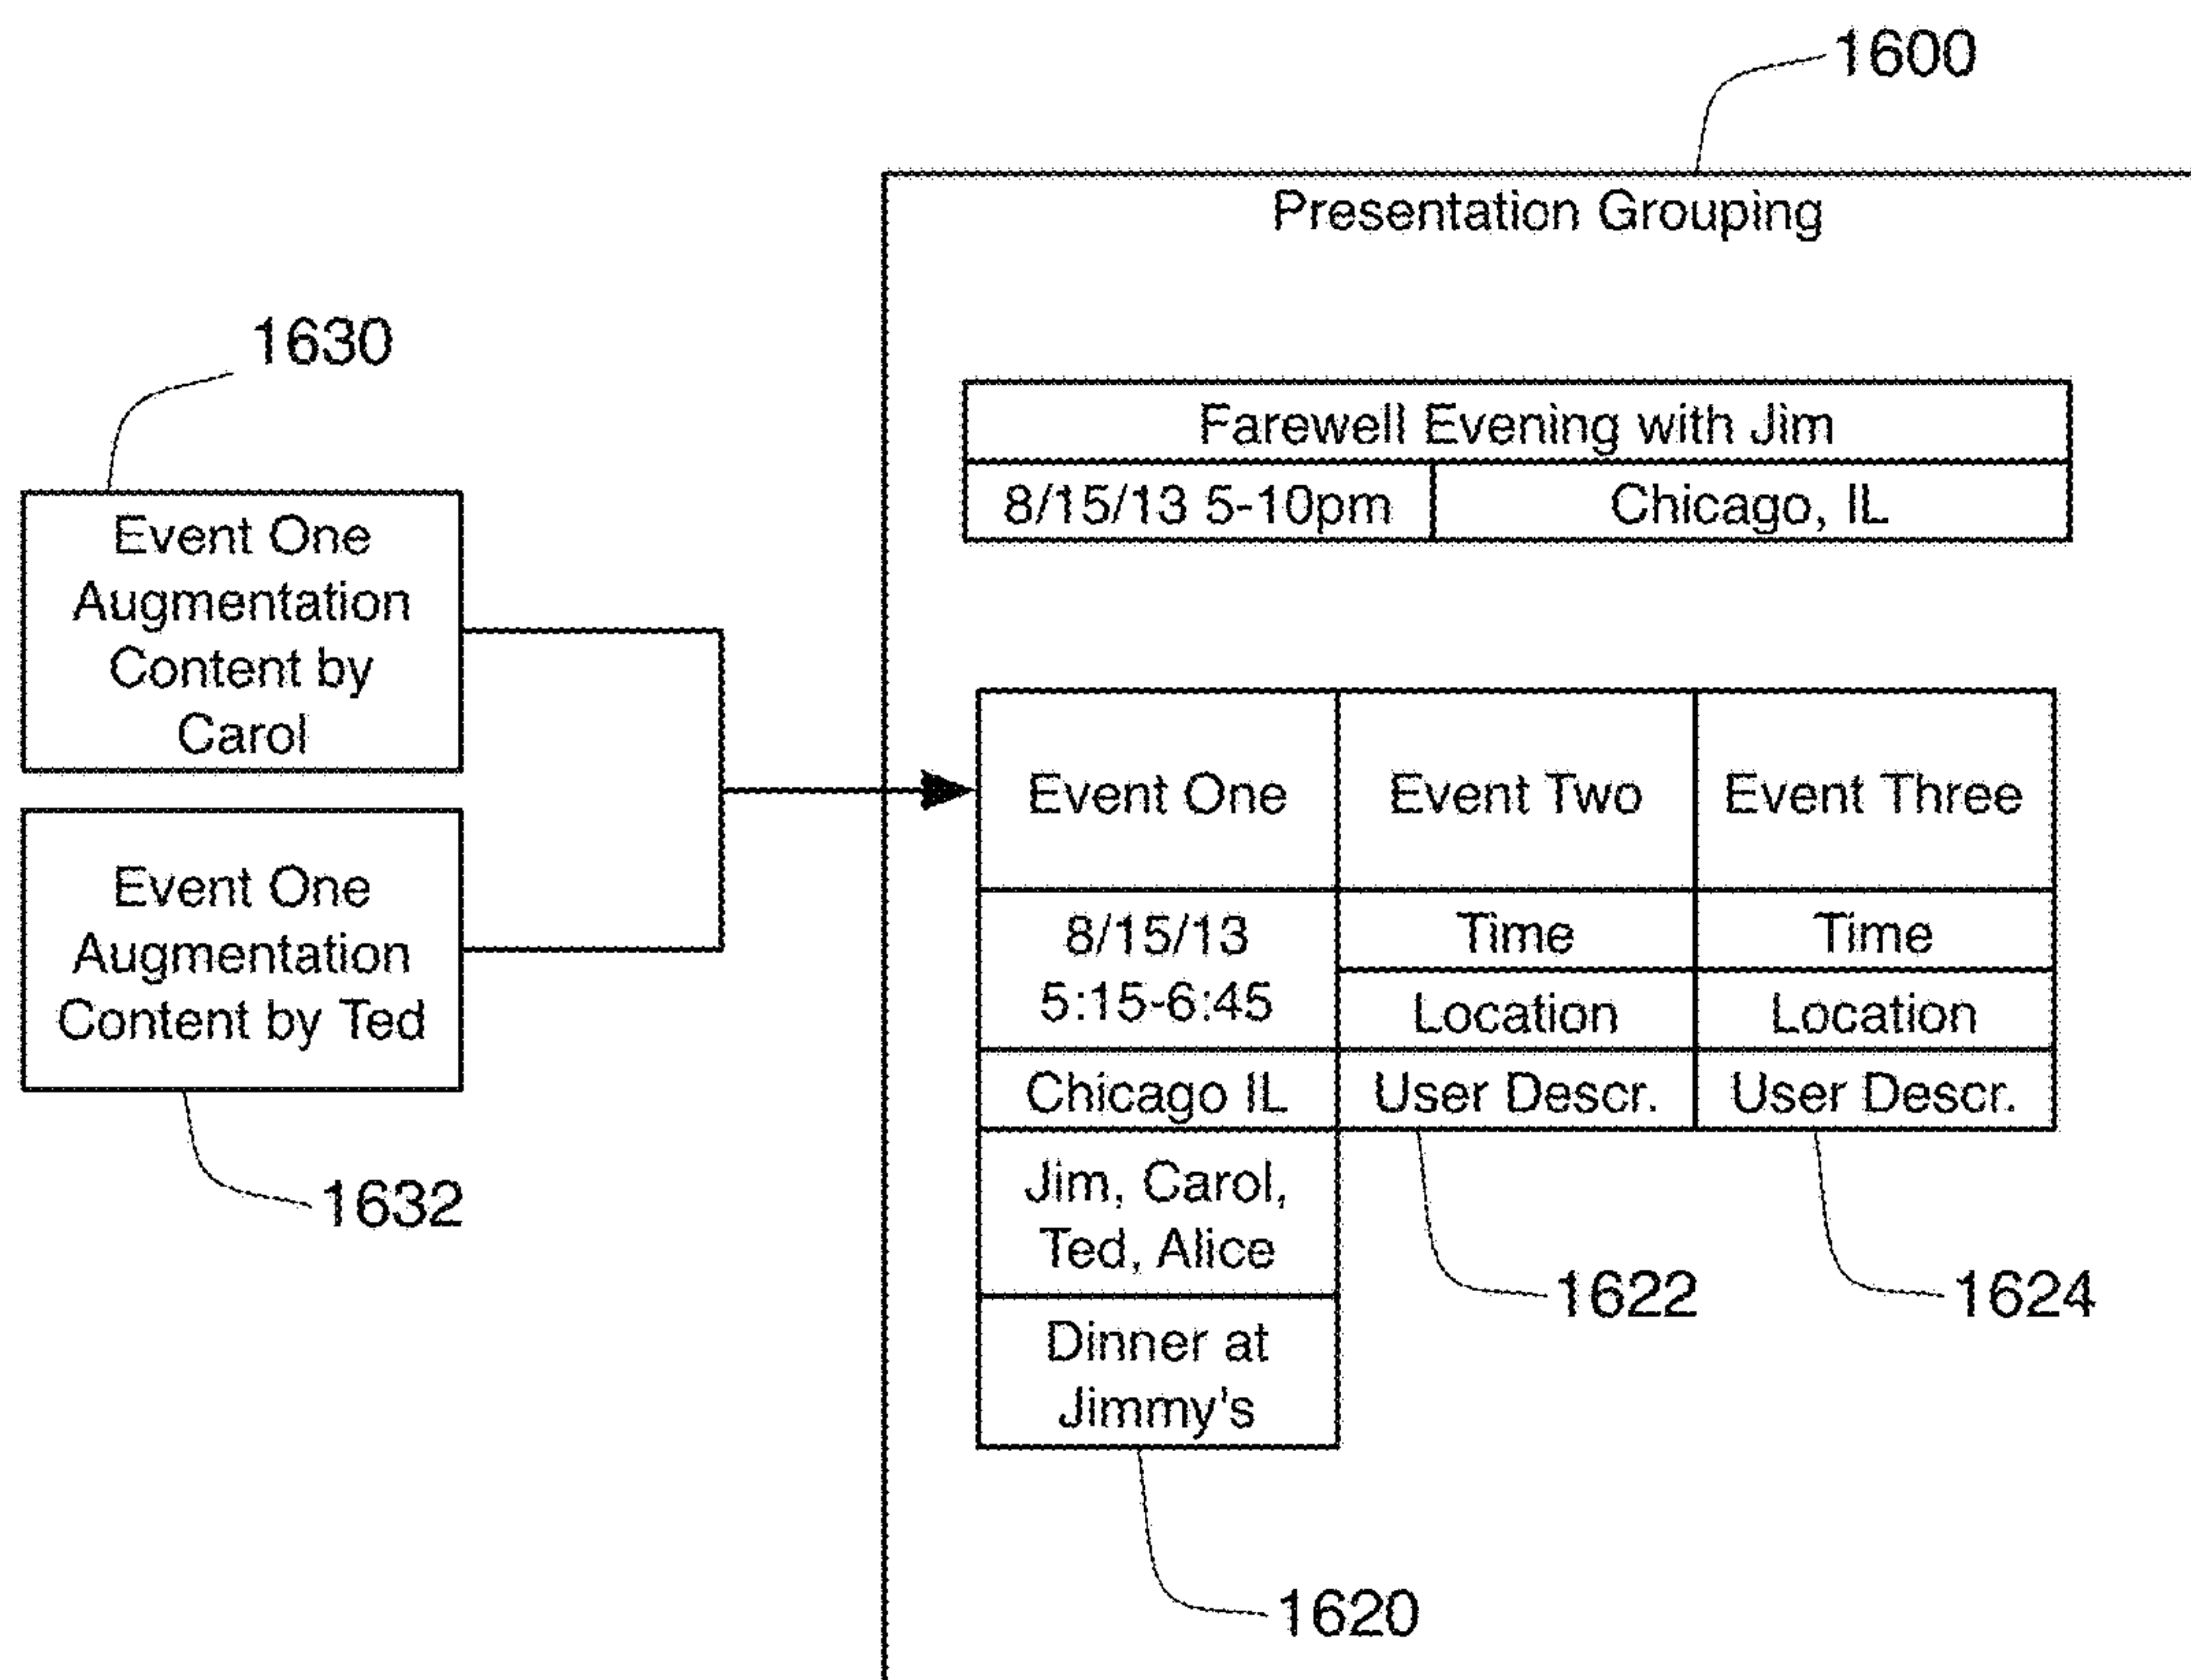 1600
Presentation Grouping
1630
Farewell Evening with Jim
8/15/13 5-10pm
Chicago, IL
Event One
Augmentation
Content by
Carol
Event One
Augmentation
Content by Ted
1632
Event One
Event Two
Event Three
8/15/13
5:15-6:45
Time
Time
Location
Location
Chicago IL
User Descr.
User Descr.
Jim, Carol,
Ted, Alice
1622
1624
Dinner at
Jimmy's
1620